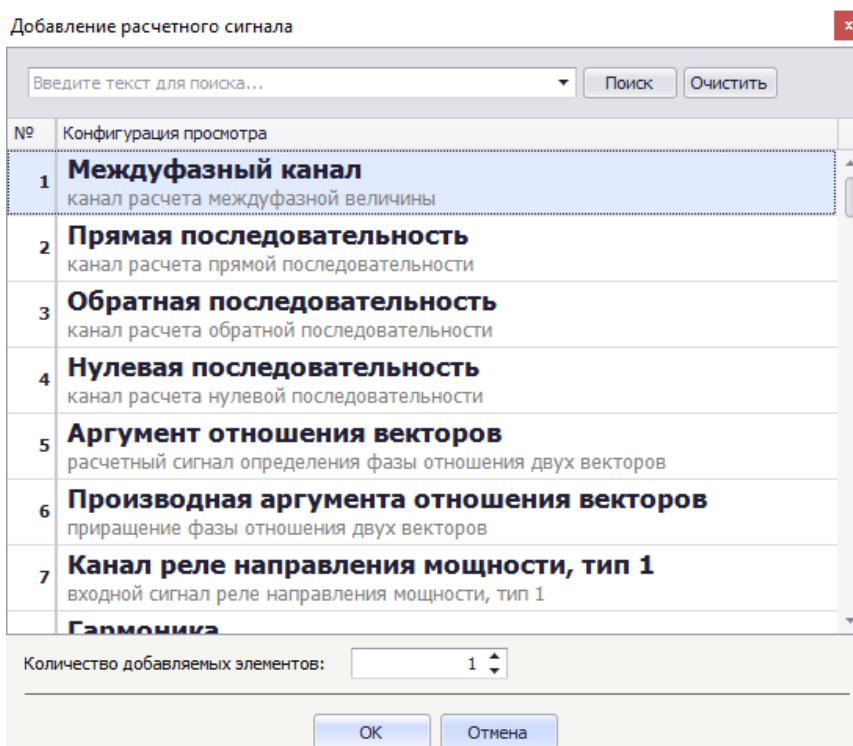 Добавление расчетного сигнала
x
Введите текст для поиска...
Поиск
Очистить
№
Конфигурация просмотра
1
Междуфазный канал
канал расчета междуфазной величины
2
Прямая последовательность
канал расчета прямой последовательности
3
Обратная последовательность
канал расчета обратной последовательности
4
Нулевая последовательность
канал расчета нулевой последовательности
5
Аргумент отношения векторов
расчетный сигнал определения фазы отношения двух векторов
6
Производная аргумента отношения векторов
приращение фазы отношения двух векторов
7
Канал реле направления мощности, тип 1
входной сигнал реле направления мощности, тип 1
Гармоника
Количество добавляемых элементов:
1
ОК
Отмена